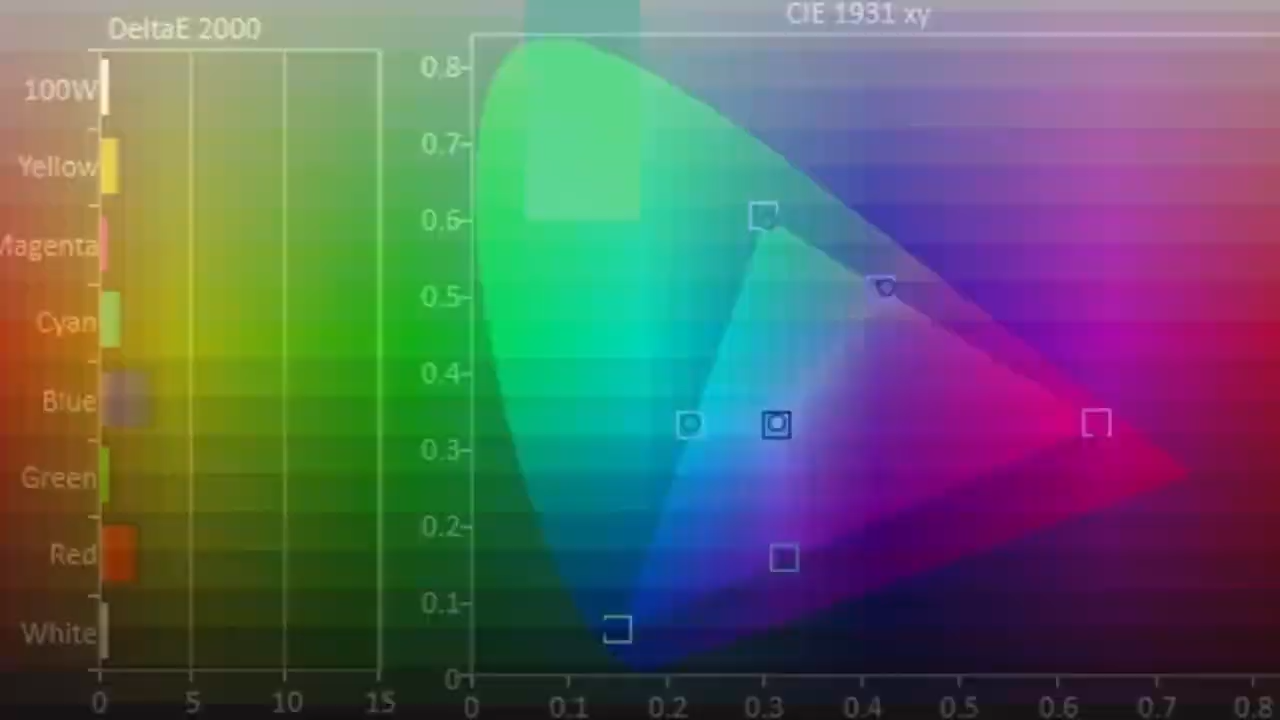 DeltaE 2000
CIE 1931 xy
100W
Yellow
Magenta
Cyan
Blue
Green
Red
White
0 5 10 15
0.8
0.7
0.6
0.5
0.4
0.3
0.2
0.1
0
0 0.1 0.2 0.3 0.4 0.5 0.6 0.7 0.8